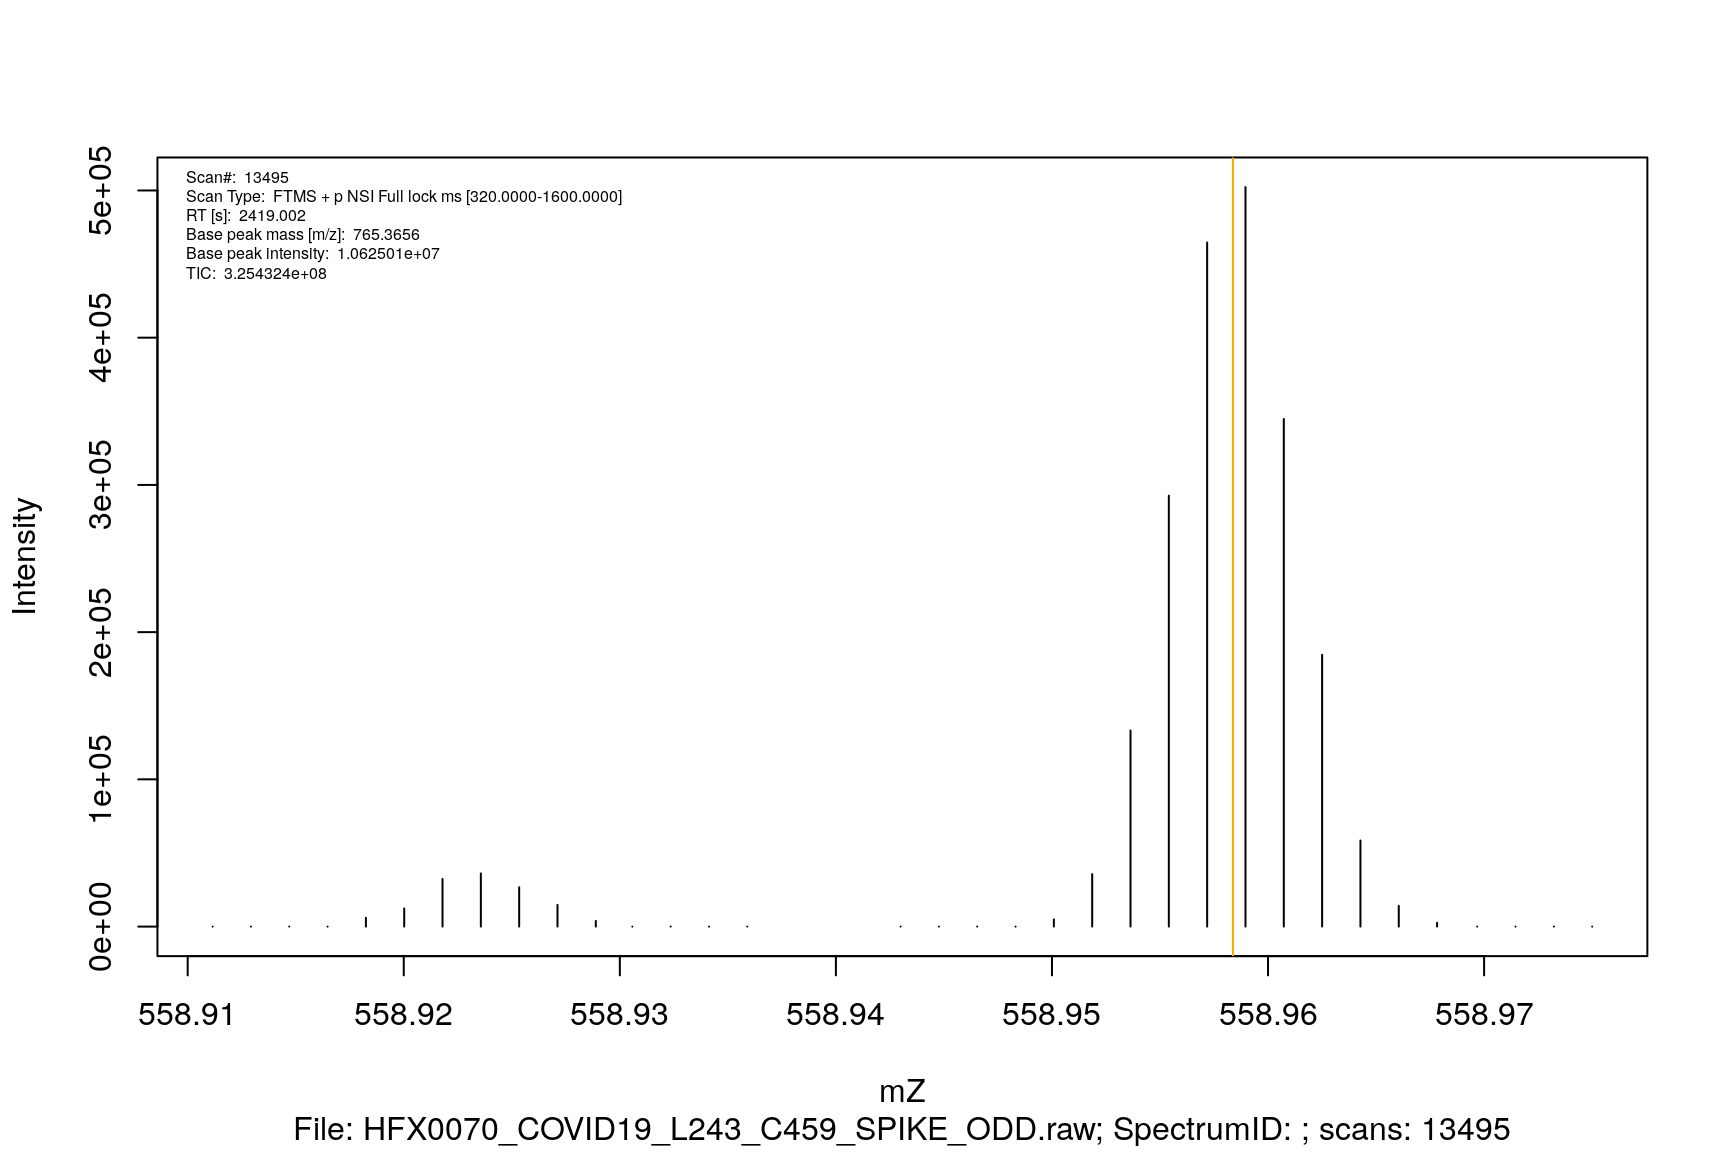 Scan#: 13495
Scan Type: FTMS + p NSI Full lock ms [320.0000-1600.0000]
RT [s]: 2419.002
Base peak mass [m/z]: 765.3656
Base peak intensity: 1.062501e+07
TIC: 3.254324e+08
Intensity
5e+05
4e+05
3e+05
2e+05
1e+05
0e+00
558.91 558.92 558.93 558.94 558.95 558.96 558.97
mZ
File: HFX0070_COVID19_L243_C459_SPIKE_ODD.raw; SpectrumID: ; scans: 13495